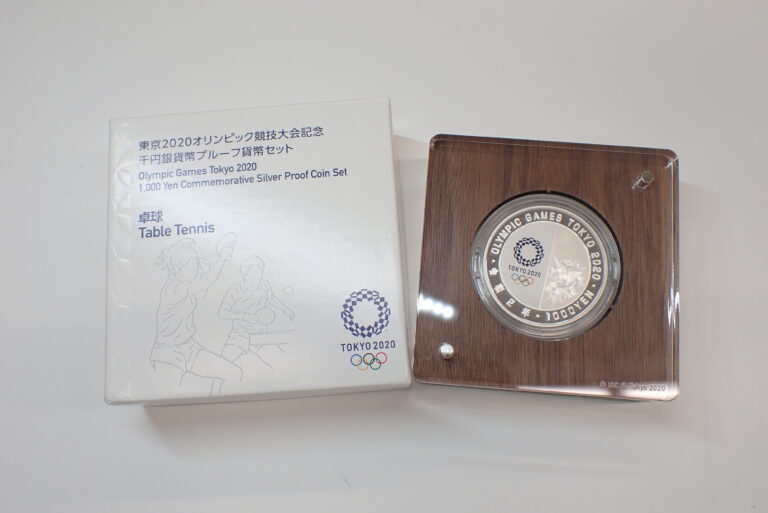 東京2020オリンピック競技大会記念
千円銀貨幣プルーフ貨幣セット
Olympic Games Tokyo 2020
1,000 Yen Commemorative Silver Proof Coin Set
卓球
Table Tennis
TOKYO 2020
OLYMPIC GAMES TOKYO 2020
TOKYO 2020
1000YEN
Tokyo 2020